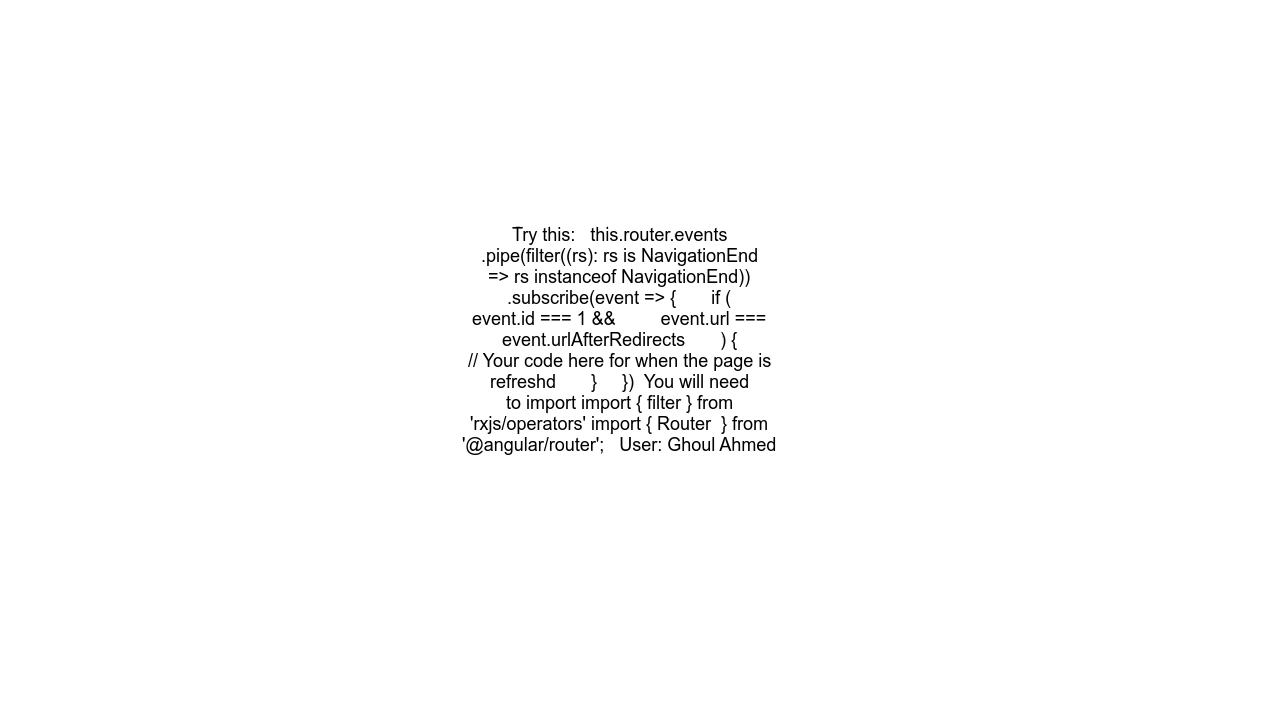 Try this:   this.router.events
.pipe(filter((rs): rs is NavigationEnd
=> rs instanceof NavigationEnd))
.subscribe(event => {       if (
event.id === 1 &&         event.url ===
event.urlAfterRedirects       ) {
// Your code here for when the page is
refreshd       }     })  You will need
to import import { filter } from
'rxjs/operators' import { Router  } from
'@angular/router';   User: Ghoul Ahmed